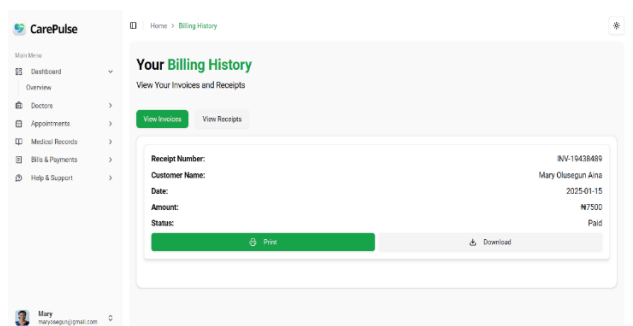 CarePulse
Home > Billing History
Main Menu
Dashboard
Overview
Doctors
Appointments
Medical Records
Bills & Payments
Help & Support
Your Billing History
View Your Invoices and Receipts
View Invoices View Receipts
Receipt Number: INV-19438489
Customer Name: Mary Olusegun Aina
Date: 2025-01-15
Amount: ₦7500
Status: Paid
Print Download
Mary
maryosegun@gmail.com